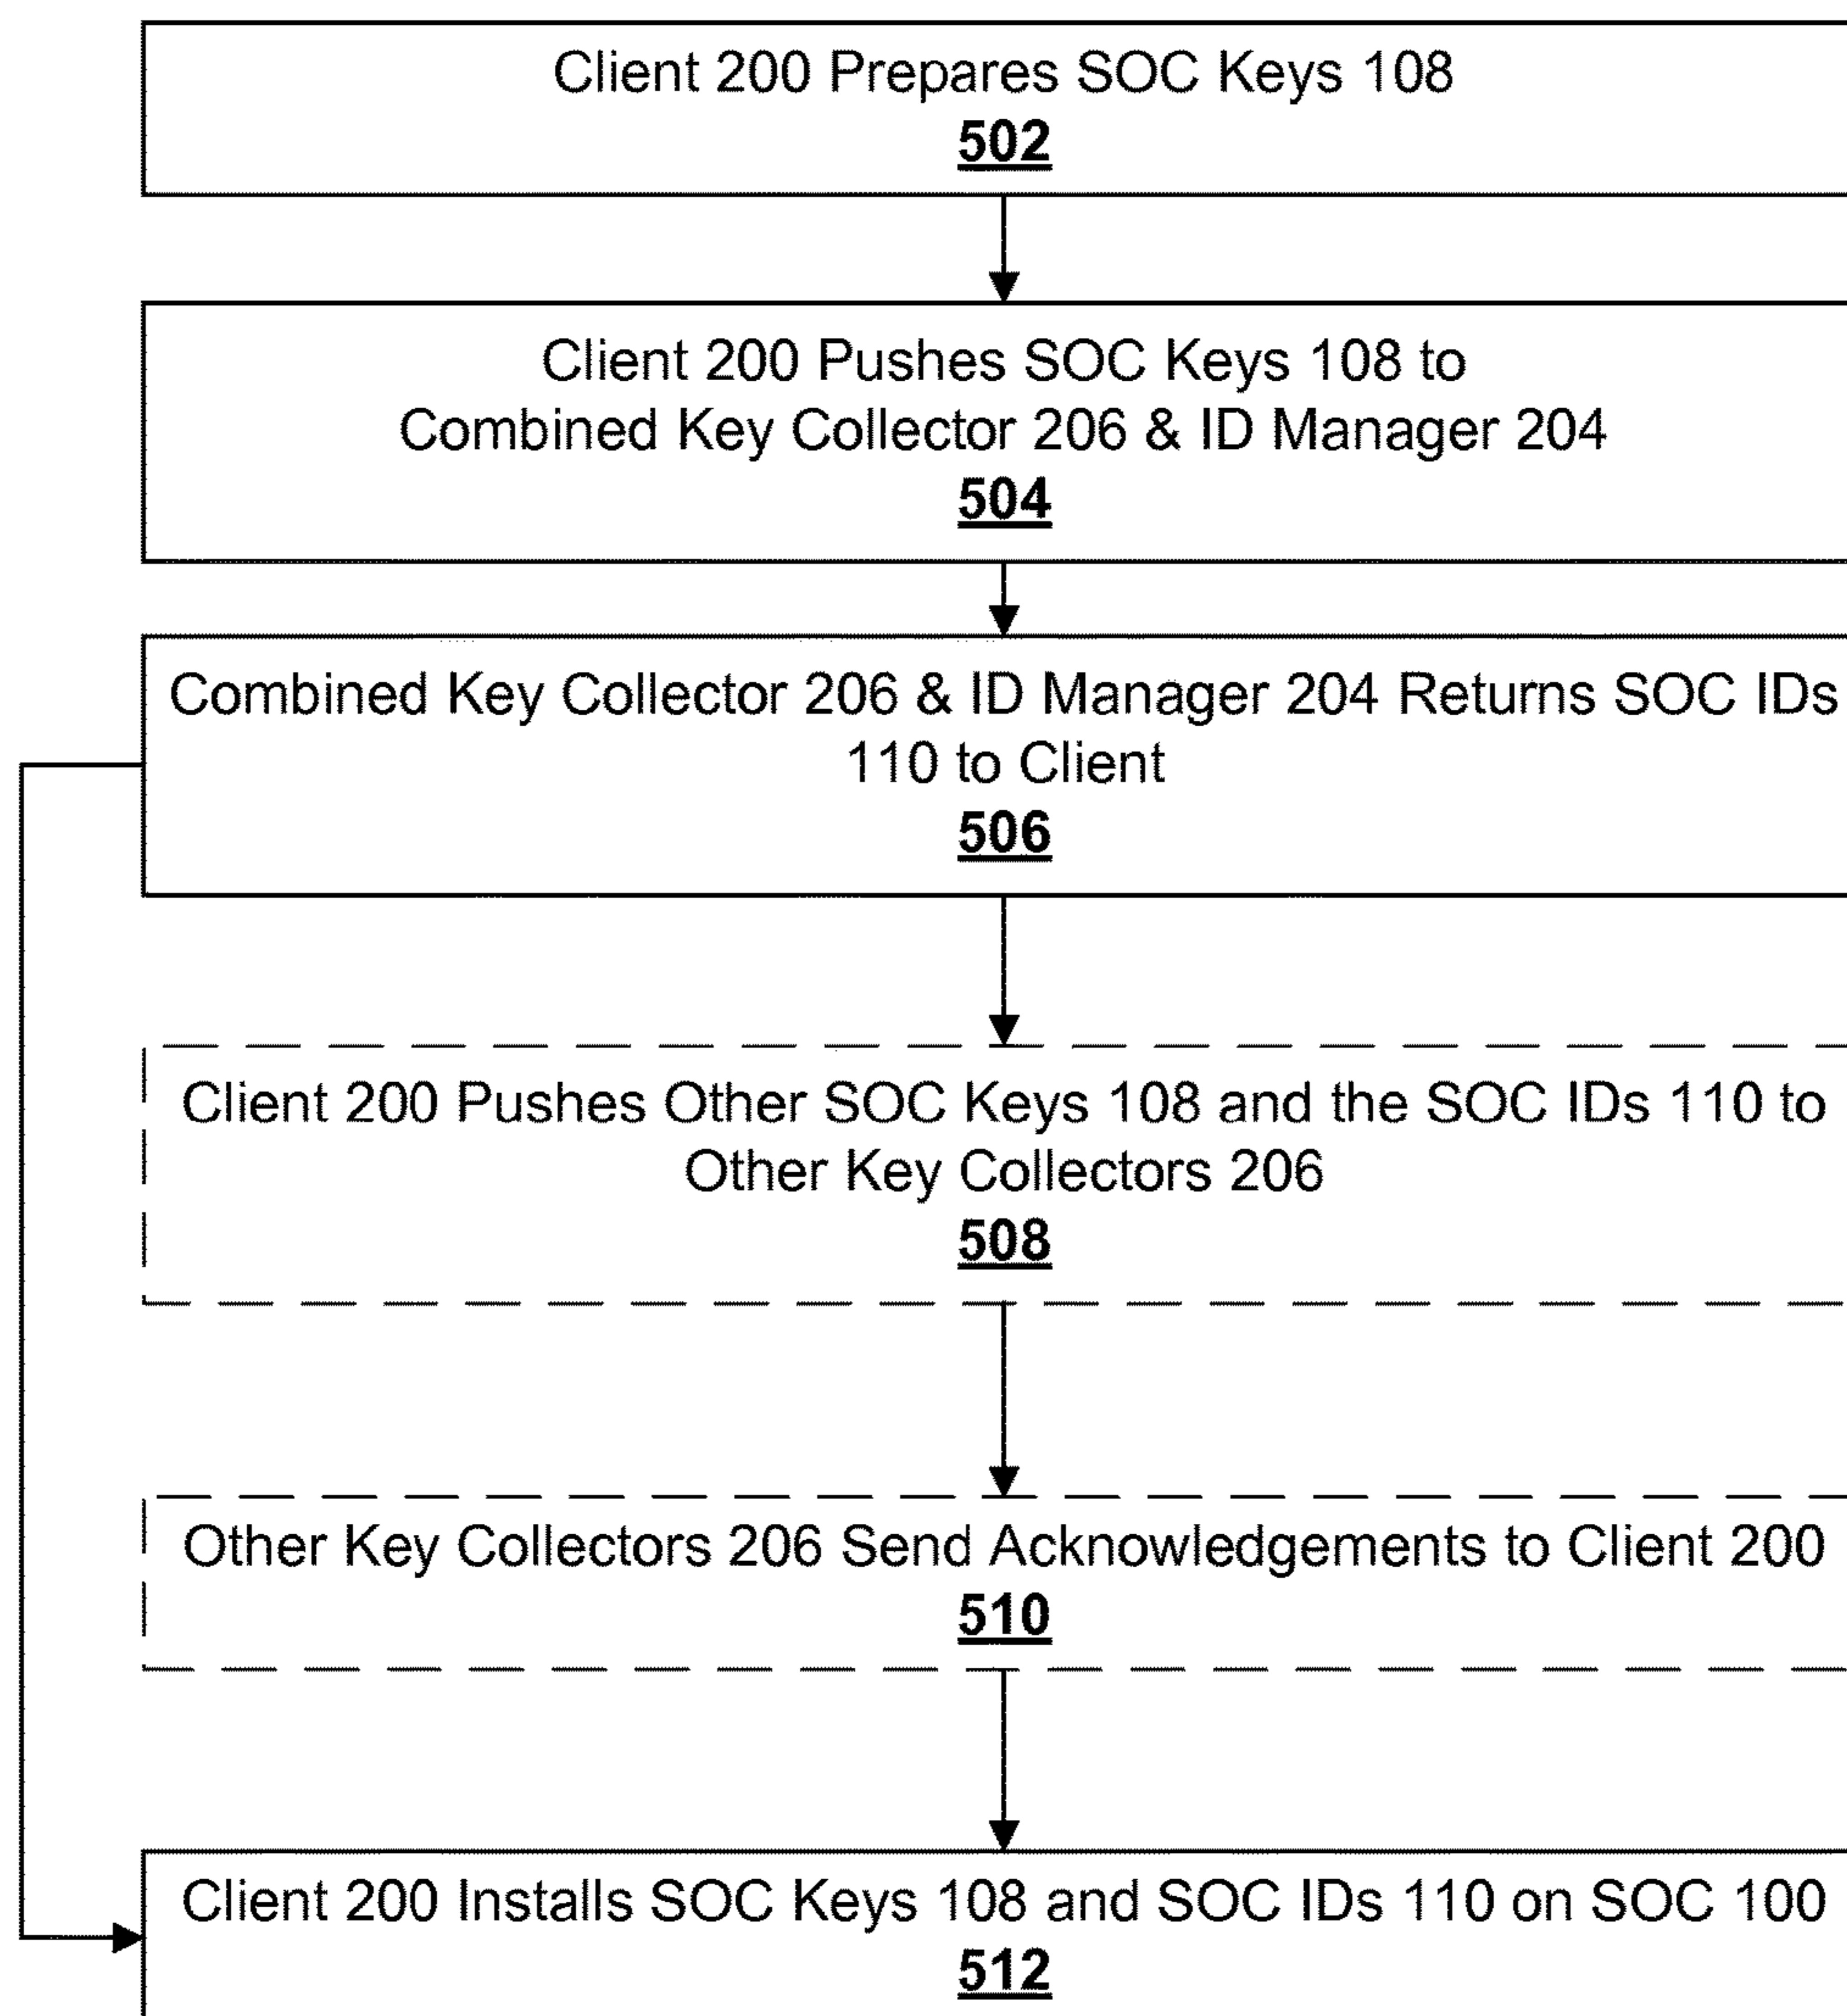 Client 200 Prepares SOC Keys 108
502
Client 200 Pushes SOC Keys 108 to
Combined Key Collector 206 & ID Manager 204
504
Combined Key Collector 206 & ID Manager 204 Returns SOC IDs
110 to Client
506
Client 200 Pushes Other SOC Keys 108 and the SOC IDs 110 to
Other Key Collectors 206
508
Other Key Collectors 206 Send Acknowledgements to Client 200
510
Client 200 Installs SOC Keys 108 and SOC IDs 110 on SOC 100
512